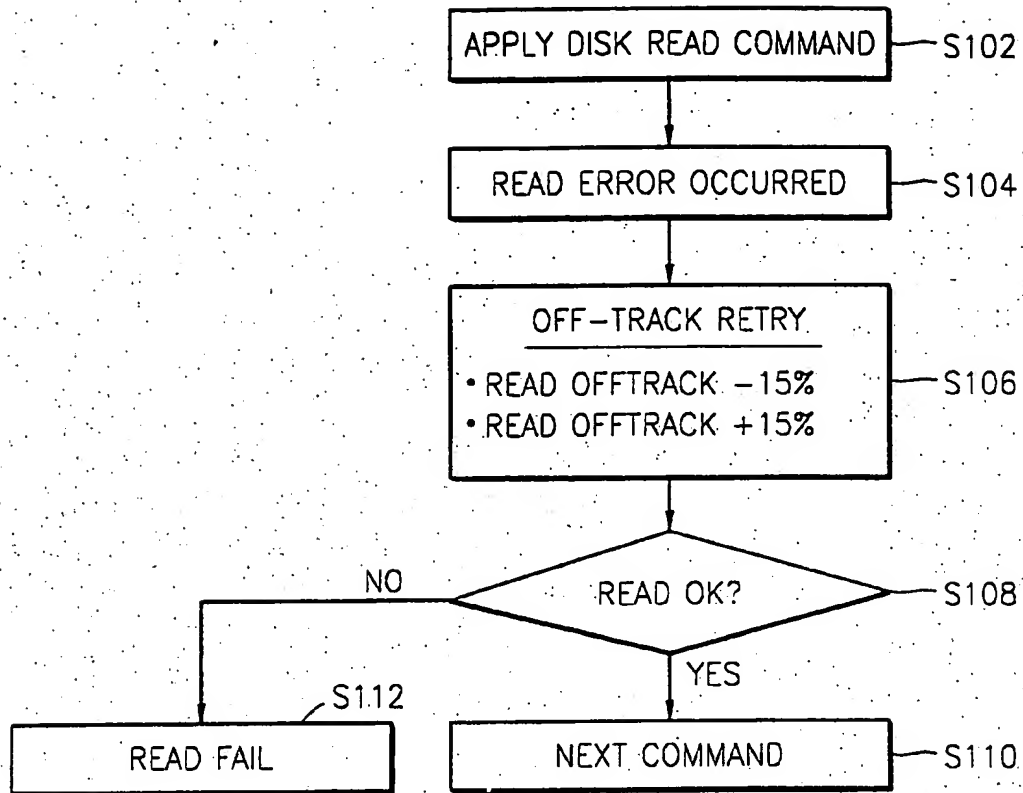 APPLY DISK READ COMMAND S102
READ ERROR OCCURRED S104
OFF-TRACK RETRY
• READ OFFTRACK -15%
• READ OFFTRACK +15%
S106
NO
READ OK? S108
YES
S112
READ FAIL
NEXT COMMAND S110